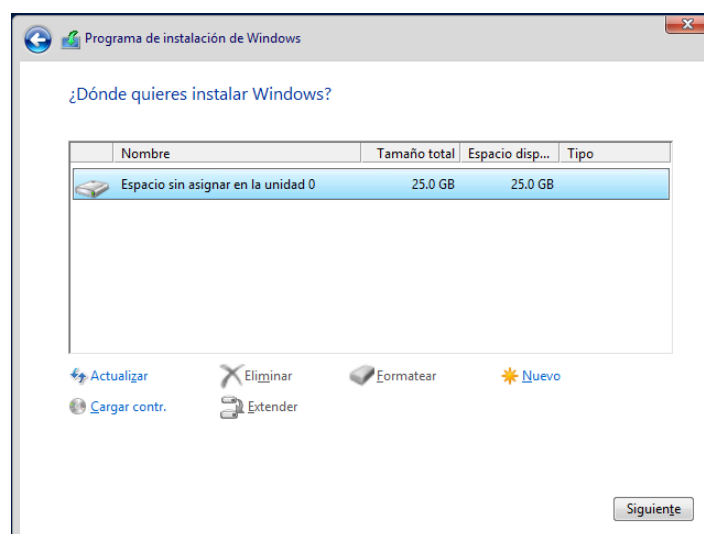 Programa de instalación de Windows
¿Dónde quieres instalar Windows?
Nombre Tamaño total Espacio disp... Tipo
Espacio sin asignar en la unidad 0 25.0 GB 25.0 GB
Actualizar Eliminar Formatear Nuevo
Cargar contr. Extender
Siguiente